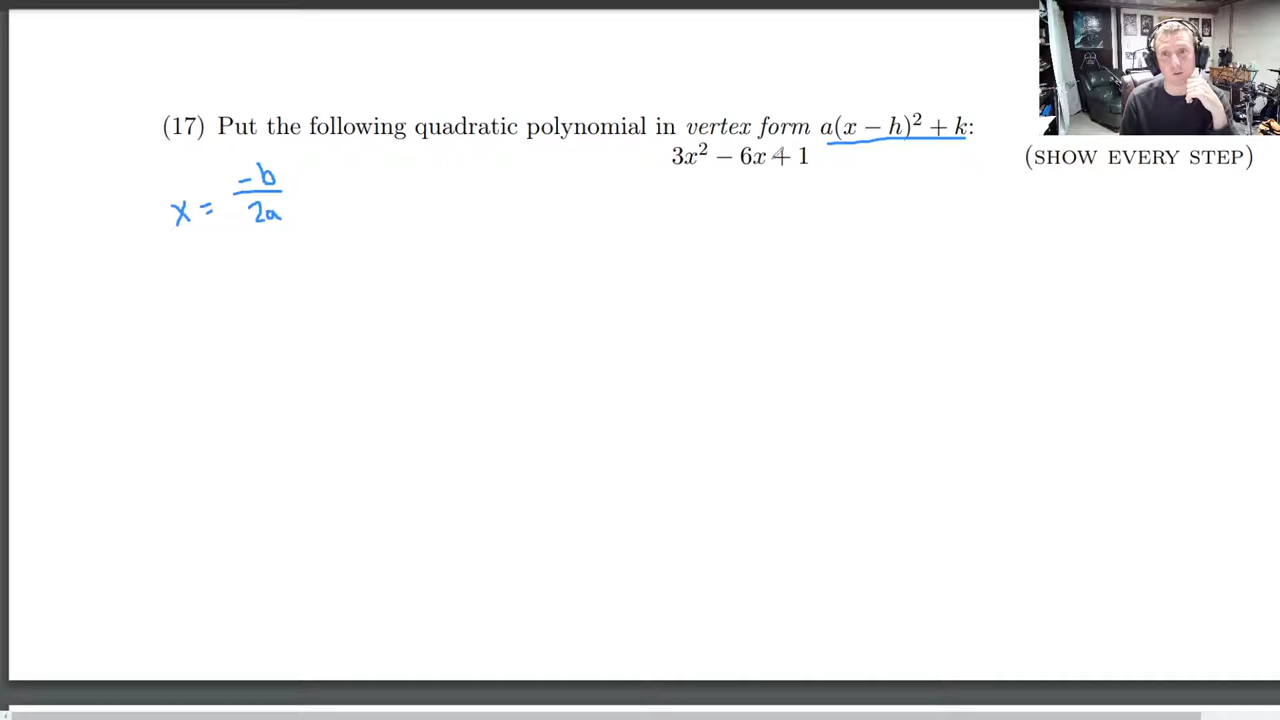 (17) Put the following quadratic polynomial in vertex form a(x − h)² + k:
3x² − 6x + 1
(SHOW EVERY STEP)
x = -b/2a